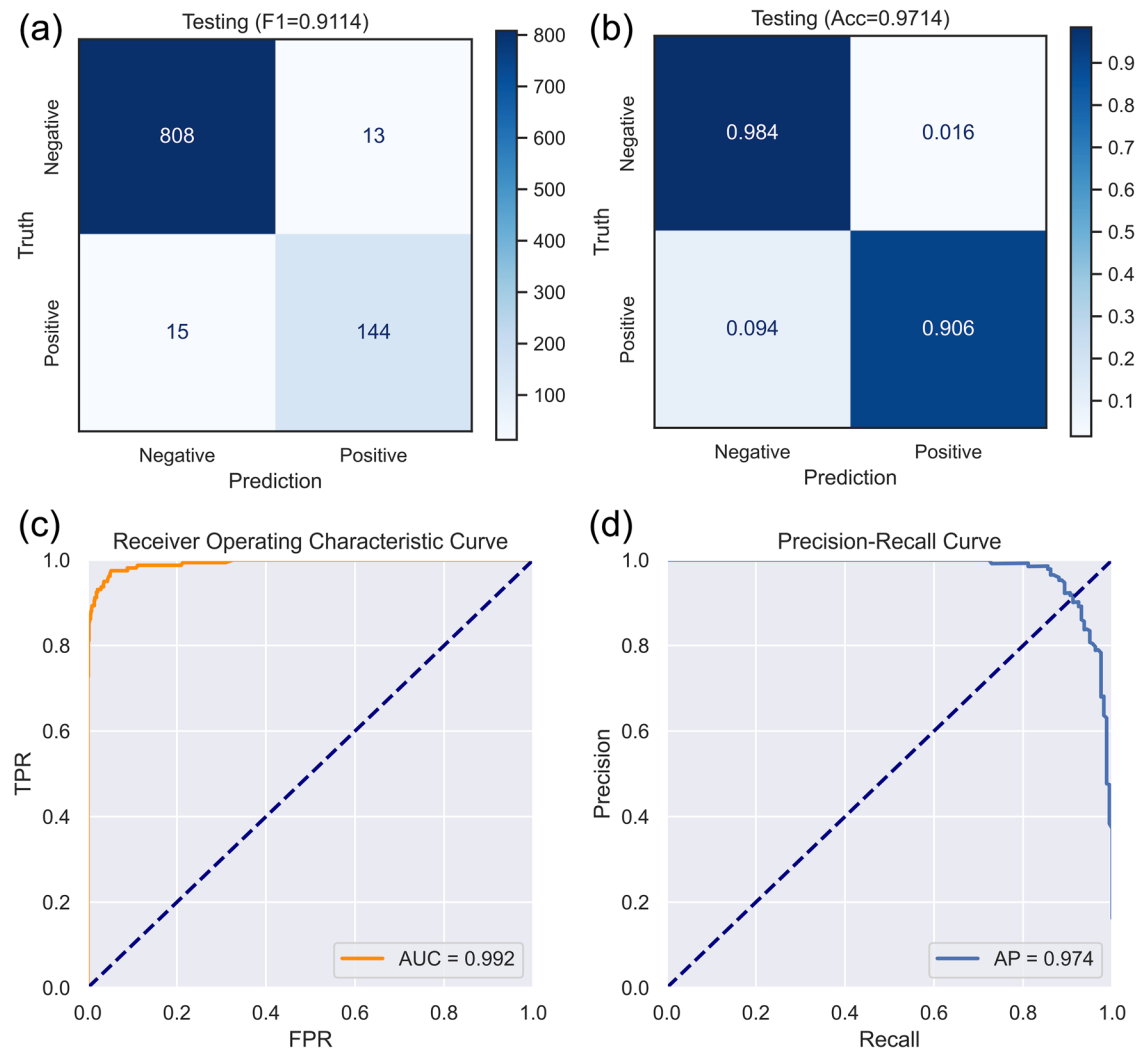 (a)
Testing (F1=0.9114)
Truth
Negative
Positive
808
13
15
144
Negative
Positive
Prediction
800
700
600
500
400
300
200
100
(b)
Testing (Acc=0.9714)
Truth
Negative
Positive
0.984
0.016
0.094
0.906
Negative
Positive
Prediction
0.9
0.8
0.7
0.6
0.5
0.4
0.3
0.2
0.1
(c)
Receiver Operating Characteristic Curve
TPR
1.0
0.8
0.6
0.4
0.2
0.0
AUC = 0.992
0.0
0.2
0.4
0.6
0.8
1.0
FPR
(d)
Precision-Recall Curve
Precision
1.0
0.8
0.6
0.4
0.2
0.0
AP = 0.974
0.0
0.2
0.4
0.6
0.8
1.0
Recall